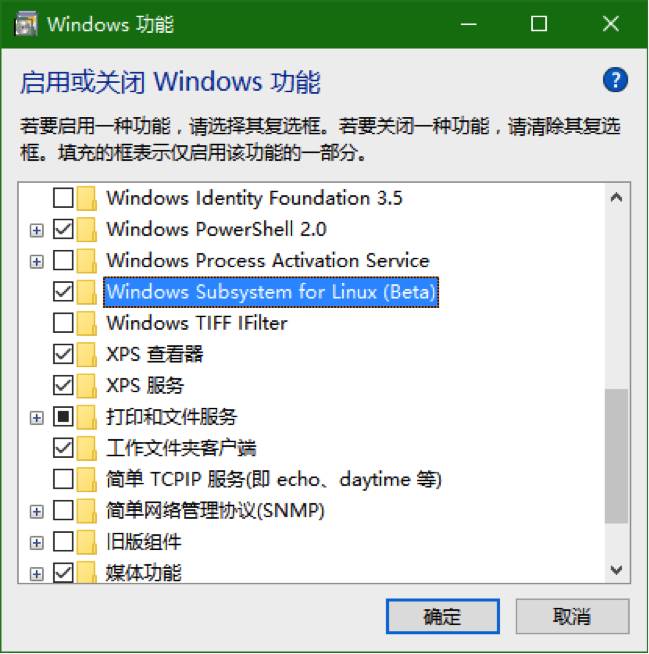 Windows 功能
启用或关闭 Windows 功能
?
若要启用一种功能，请选择其复选框。若要关闭一种功能，请清除其复选
框。填充的框表示仅启用该功能的一部分。
Windows Identity Foundation 3.5
Windows PowerShell 2.0
Windows Process Activation Service
Windows Subsystem for Linux (Beta)
Windows TIFF IFilter
XPS 查看器
XPS 服务
打印和文件服务
工作文件夹客户端
简单 TCPIP 服务(即 echo、daytime 等)
简单网络管理协议(SNMP)
旧版组件
媒体功能
确定 取消